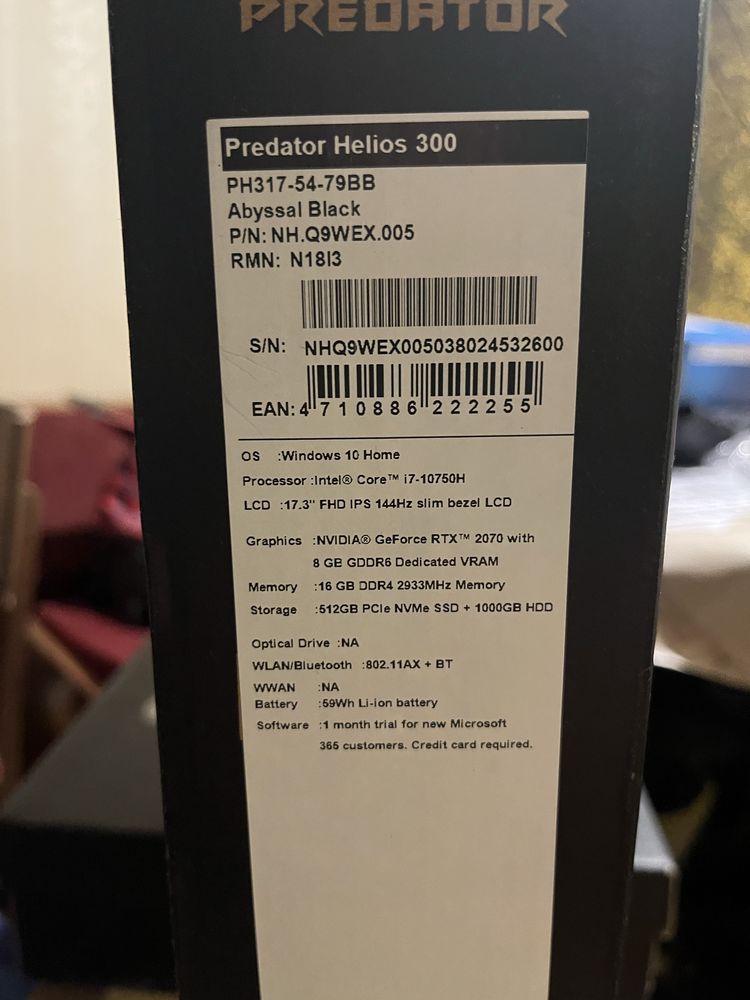 PREDATOR
Predator Helios 300
PH317-54-79BB
Abyssal Black
P/N: NH.Q9WEX.005
RMN: N18I3
S/N: NHQ9WEX005038024532600
EAN: 4 710886 222255
OS :Windows 10 Home
Processor :Intel® Core™ i7-10750H
LCD :17.3" FHD IPS 144Hz slim bezel LCD
Graphics :NVIDIA® GeForce RTX™ 2070 with
8 GB GDDR6 Dedicated VRAM
Memory :16 GB DDR4 2933MHz Memory
Storage :512GB PCIe NVMe SSD + 1000GB HDD
Optical Drive :NA
WLAN/Bluetooth :802.11AX + BT
WWAN :NA
Battery :59Wh Li-ion battery
Software :1 month trial for new Microsoft
365 customers. Credit card required.